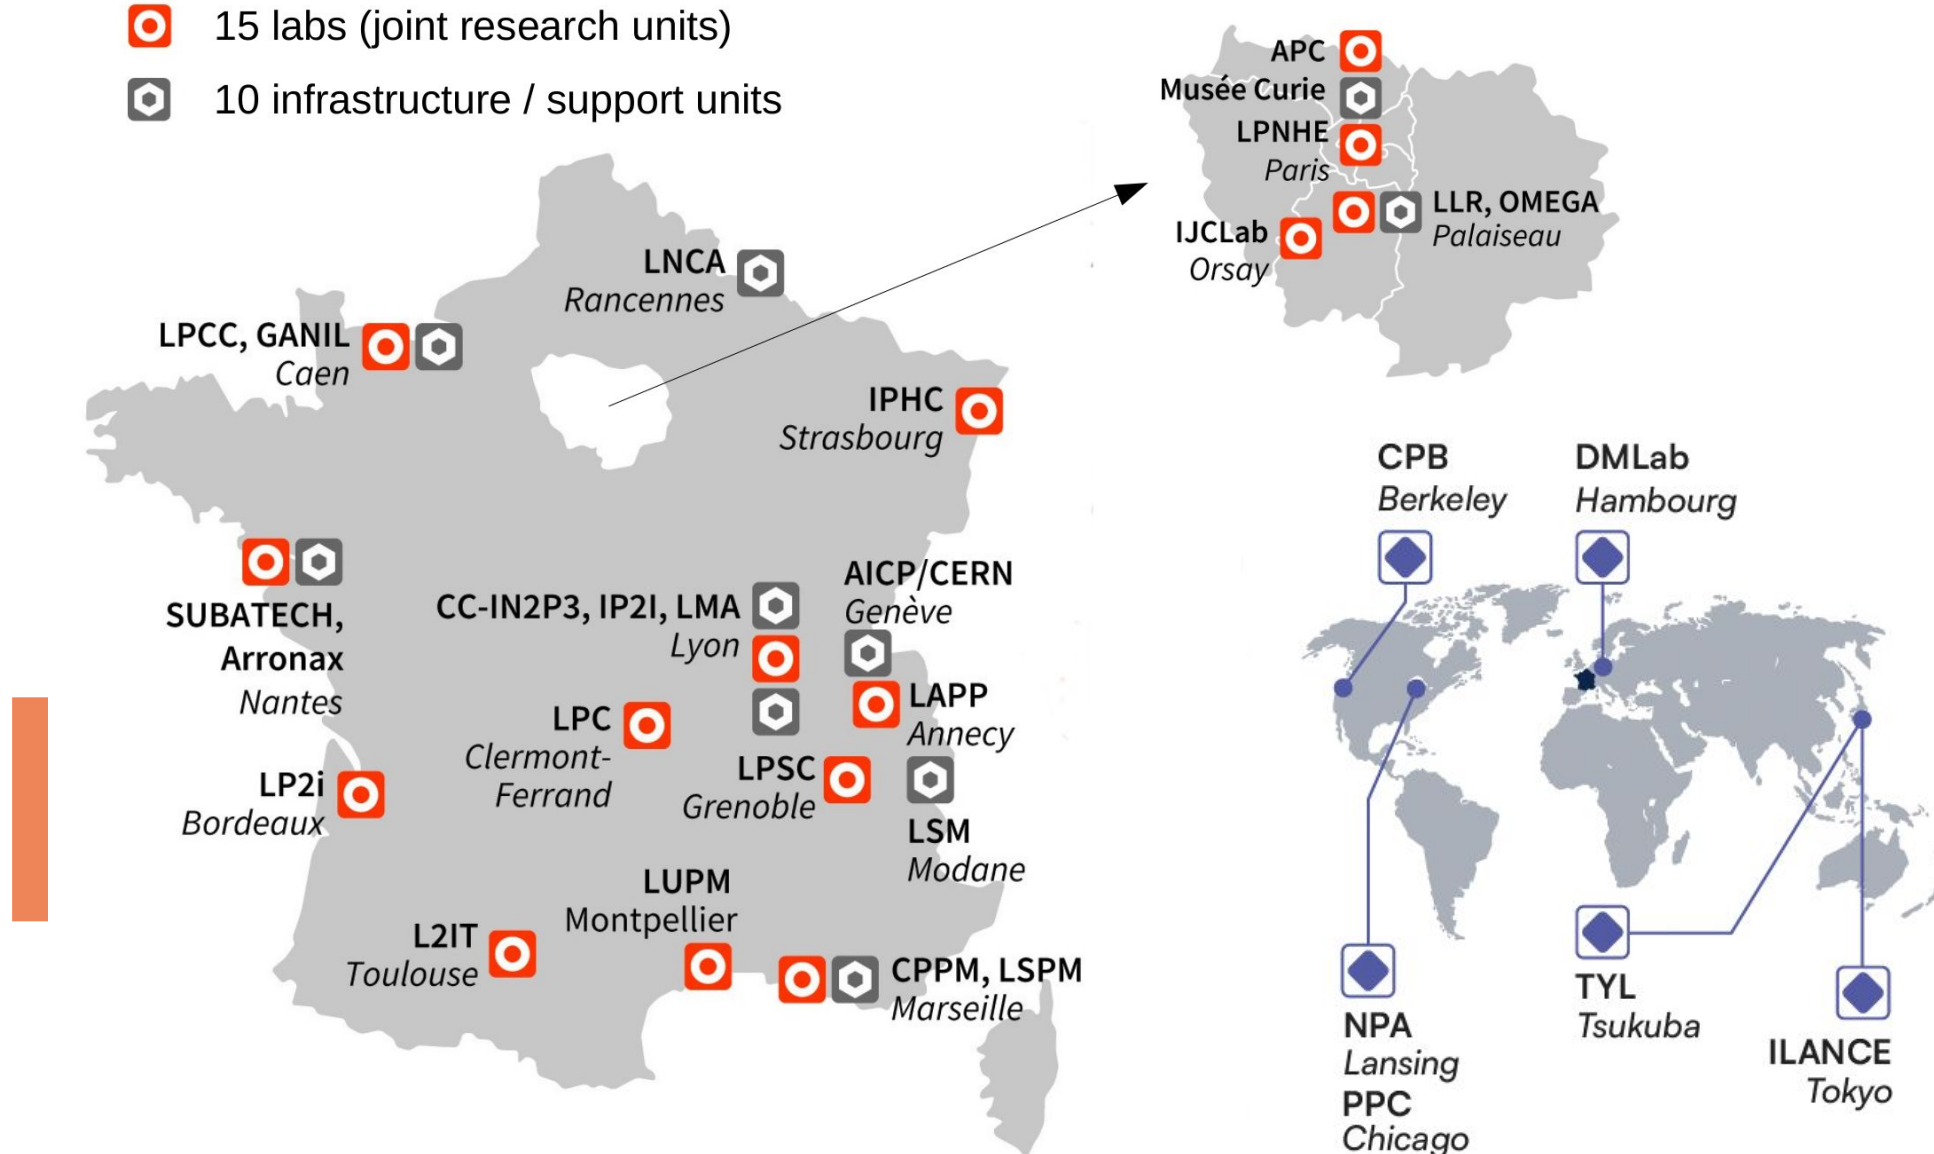 15 labs (joint research units)
10 infrastructure / support units
APC
Musée Curie
LPNHE
Paris
LLR, OMEGA
Palaiseau
IJCLab
Orsay
LNCA
Rancennes
LPCC, GANIL
Caen
IPHC
Strasbourg
SUBATECH,
Arronax
Nantes
CC-IN2P3, IP2I, LMA
Lyon
AICP/CERN
Genève
LAPP
Annecy
LPC
Clermont-
Ferrand
LPSC
Grenoble
LSM
Modane
LP2i
Bordeaux
LUPM
Montpellier
L2IT
Toulouse
CPPM, LSPM
Marseille
CPB
Berkeley
DMLab
Hambourg
NPA
Lansing
PPC
Chicago
TYL
Tsukuba
ILANCE
Tokyo